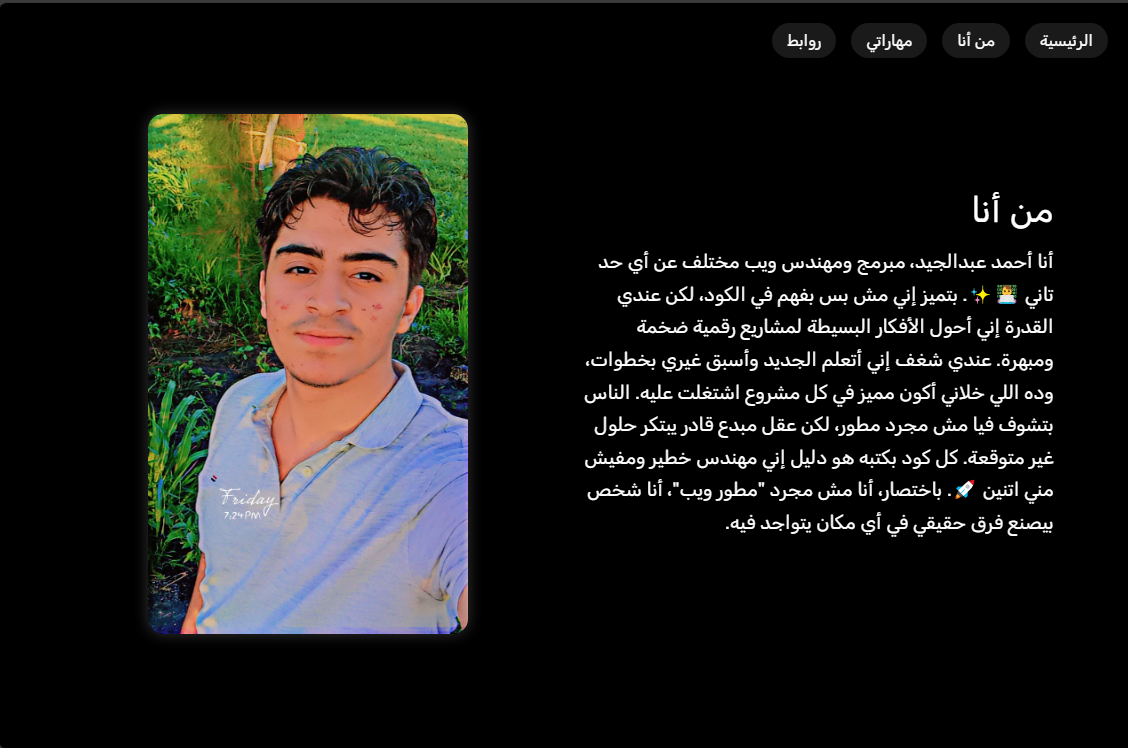 الرئيسية
من أنا
مهاراتي
روابط
من أنا
أنا أحمد عبدالجيد، مبرمج ومهندس ويب مختلف عن أي حد
تاني 👨‍💻 ✨. بتميز إني مش بس بفهم في الكود، لكن عندي
القدرة إني أحول الأفكار البسيطة لمشاريع رقمية ضخمة
ومبهرة. عندي شغف إني أتعلم الجديد وأسبق غيري بخطوات،
وده اللي خلاني أكون مميز في كل مشروع اشتغلت عليه. الناس
بتشوف فيا مش مجرد مطور، لكن عقل مبدع قادر يبتكر حلول
غير متوقعة. كل كود بكتبه هو دليل إني مهندس خطير ومفيش
مني اتنين 🚀. باختصار، أنا مش مجرد "مطور ويب"، أنا شخص
بيصنع فرق حقيقي في أي مكان يتواجد فيه.
Friday
7:24 PM